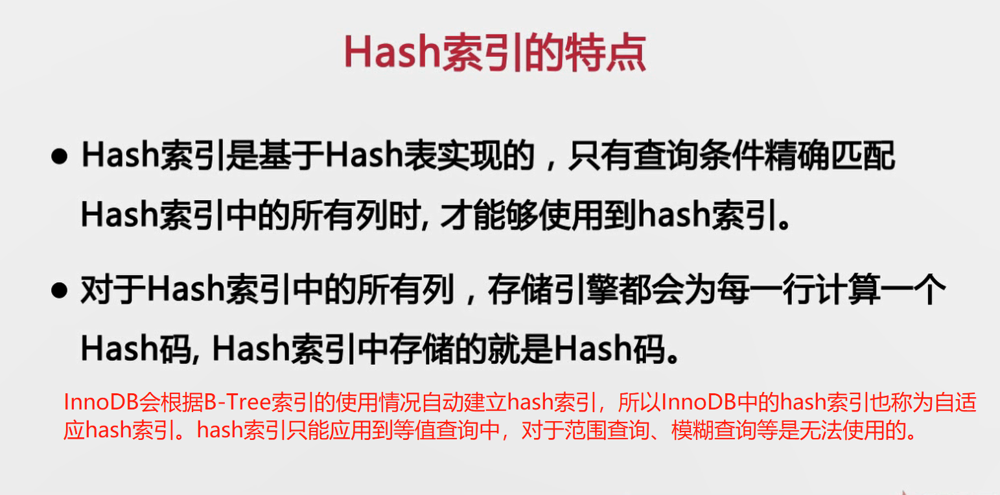 Hash索引的特点
● Hash索引是基于Hash表实现的，只有查询条件精确匹配
Hash索引中的所有列时, 才能够使用到hash索引。
● 对于Hash索引中的所有列，存储引擎都会为每一行计算一个
Hash码, Hash索引中存储的就是Hash码。
InnoDB会根据B-Tree索引的使用情况自动建立hash索引，所以InnoDB中的hash索引也称为自适
应hash索引。hash索引只能应用到等值查询中，对于范围查询、模糊查询等是无法使用的。